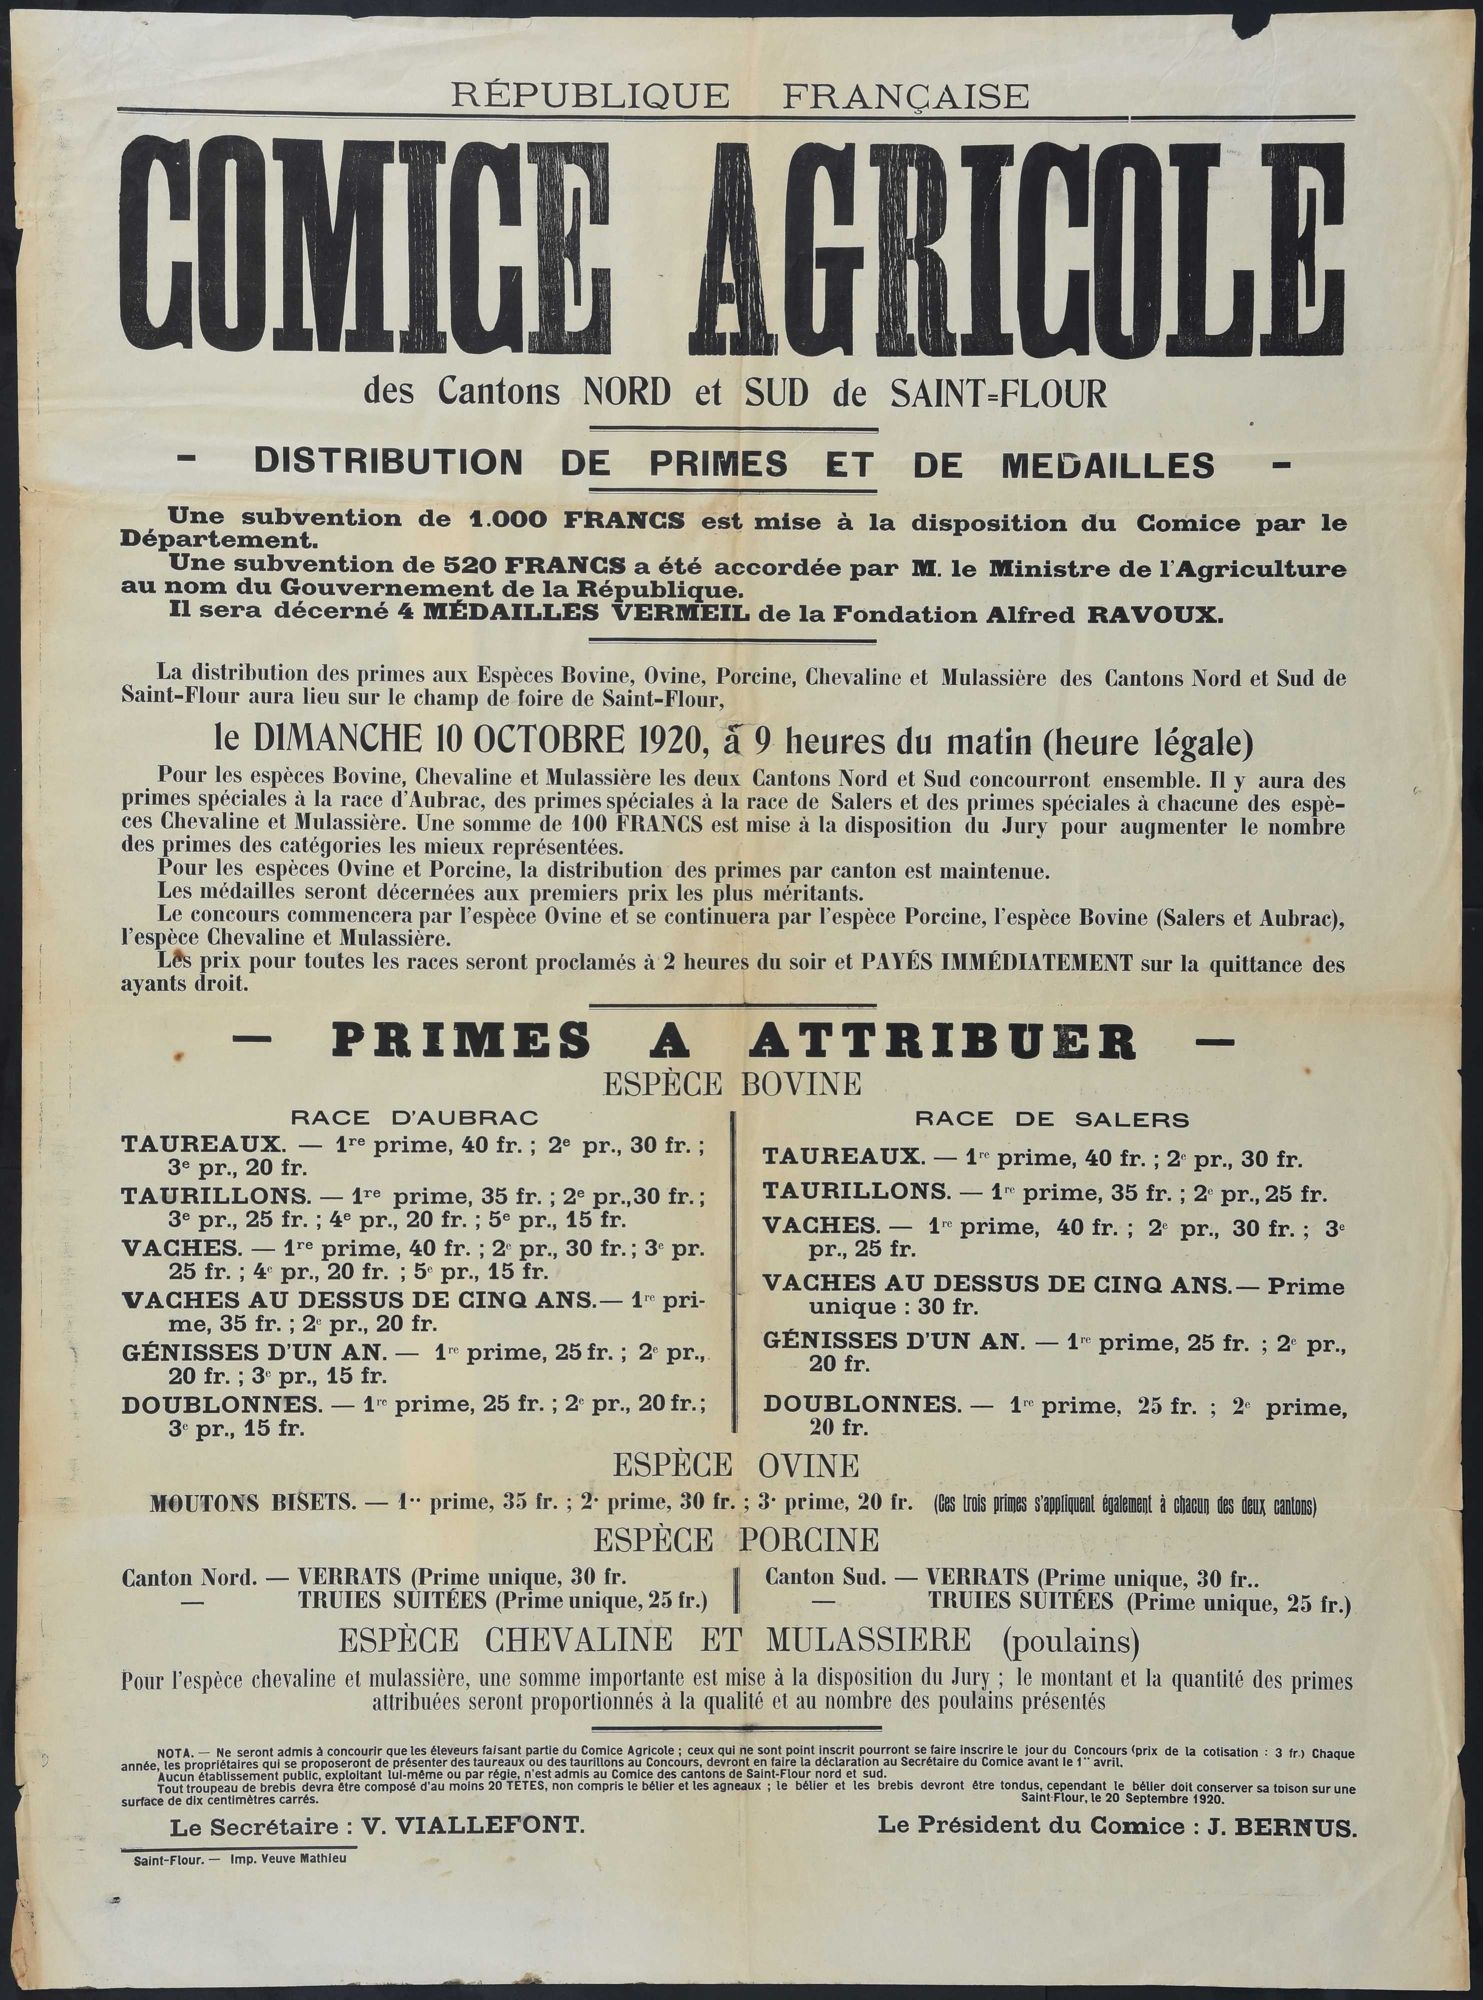 RÉPUBLIQUE FRANÇAISE
COMICE AGRICOLE
des Cantons NORD et SUD de SAINT=FLOUR
- DISTRIBUTION DE PRIMES ET DE MEDAILLES -
Une subvention de 1.000 FRANCS est mise à la disposition du Comice par le
Département.
Une subvention de 520 FRANCS a été accordée par M. le Ministre de l'Agriculture
au nom du Gouvernement de la République.
Il sera décerné 4 MÉDAILLES VERMEIL de la Fondation Alfred RAVOUX.
La distribution des primes aux Espèces Bovine, Ovine, Porcine, Chevaline et Mulassière des Cantons Nord et Sud de
Saint-Flour aura lieu sur le champ de foire de Saint-Flour,
le DIMANCHE 10 OCTOBRE 1920, à 9 heures du matin (heure légale)
Pour les espèces Bovine, Chevaline et Mulassière les deux Cantons Nord et Sud concourront ensemble. Il y aura des
primes spéciales à la race d'Aubrac, des primes spéciales à la race de Salers et des primes spéciales à chacune des espè-
ces Chevaline et Mulassière. Une somme de 100 FRANCS est mise à la disposition du Jury pour augmenter le nombre
des primes des catégories les mieux représentées.
Pour les espèces Ovine et Porcine, la distribution des primes par canton est maintenue.
Les médailles seront décernées aux premiers prix les plus méritants.
Le concours commencera par l'espèce Ovine et se continuera par l'espèce Porcine, l'espèce Bovine (Salers et Aubrac),
l'espèce Chevaline et Mulassière.
Les prix pour toutes les races seront proclamés à 2 heures du soir et PAYÉS IMMÉDIATEMENT sur la quittance des
ayants droit.
— PRIMES A ATTRIBUER —
ESPÈCE BOVINE
RACE D'AUBRAC
TAUREAUX. — 1re prime, 40 fr. ; 2e pr., 30 fr. ;
3e pr., 20 fr.
TAURILLONS. — 1re prime, 35 fr. ; 2e pr.,30 fr. ;
3e pr., 25 fr. ; 4e pr., 20 fr. ; 5e pr., 15 fr.
VACHES. — 1re prime, 40 fr. ; 2e pr., 30 fr. ; 3e pr.
25 fr. ; 4e pr., 20 fr. ; 5e pr., 15 fr.
VACHES AU DESSUS DE CINQ ANS.— 1re pri-
me, 35 fr. ; 2e pr., 20 fr.
GÉNISSES D'UN AN. — 1re prime, 25 fr. ; 2e pr.,
20 fr. ; 3e pr., 15 fr.
DOUBLONNES. — 1re prime, 25 fr. ; 2e pr., 20 fr.;
3e pr., 15 fr.
RACE DE SALERS
TAUREAUX. — 1re prime, 40 fr. ; 2e pr., 30 fr.
TAURILLONS. — 1re prime, 35 fr. ; 2e pr., 25 fr.
VACHES. — 1re prime, 40 fr. ; 2e pr., 30 fr. ; 3e
pr., 25 fr.
VACHES AU DESSUS DE CINQ ANS.— Prime
unique : 30 fr.
GÉNISSES D'UN AN. — 1re prime, 25 fr. ; 2e pr.,
20 fr.
DOUBLONNES. — 1re prime, 25 fr. ; 2e prime,
20 fr.
ESPÈCE OVINE
MOUTONS BISETS. — 1re prime, 35 fr. ; 2e prime, 30 fr. ; 3e prime, 20 fr. (Ces trois primes s'appliquent également à chacun des deux cantons)
ESPÈCE PORCINE
Canton Nord. — VERRATS (Prime unique, 30 fr.
— TRUIES SUITÉES (Prime unique, 25 fr.)
Canton Sud. — VERRATS (Prime unique, 30 fr..
— TRUIES SUITÉES (Prime unique, 25 fr.)
ESPÈCE CHEVALINE ET MULASSIERE (poulains)
Pour l'espèce chevaline et mulassière, une somme importante est mise à la disposition du Jury ; le montant et la quantité des primes
attribuées seront proportionnés à la qualité et au nombre des poulains présentés
NOTA. — Ne seront admis à concourir que les éleveurs faisant partie du Comice Agricole ; ceux qui ne sont point inscrit pourront se faire inscrire le jour du Concours (prix de la cotisation : 3 fr.) Chaque
année, les propriétaires qui se proposeront de présenter des taureaux ou des taurillons au Concours, devront en faire la déclaration au Secrétaire du Comice avant le 1er avril.
Aucun établissement public, exploitant lui-même ou par régie, n'est admis au Comice des cantons de Saint-Flour nord et sud.
Tout troupeau de brebis devra être composé d'au moins 20 TETES, non compris le bélier et les agneaux ; le bélier et les brebis devront être tondus, cependant le bélier doit conserver sa toison sur une
surface de dix centimètres carrés.
Saint-Flour, le 20 Septembre 1920.
Le Secrétaire : V. VIALLEFONT.
Le Président du Comice : J. BERNUS.
Saint-Flour. — Imp. Veuve Mathieu